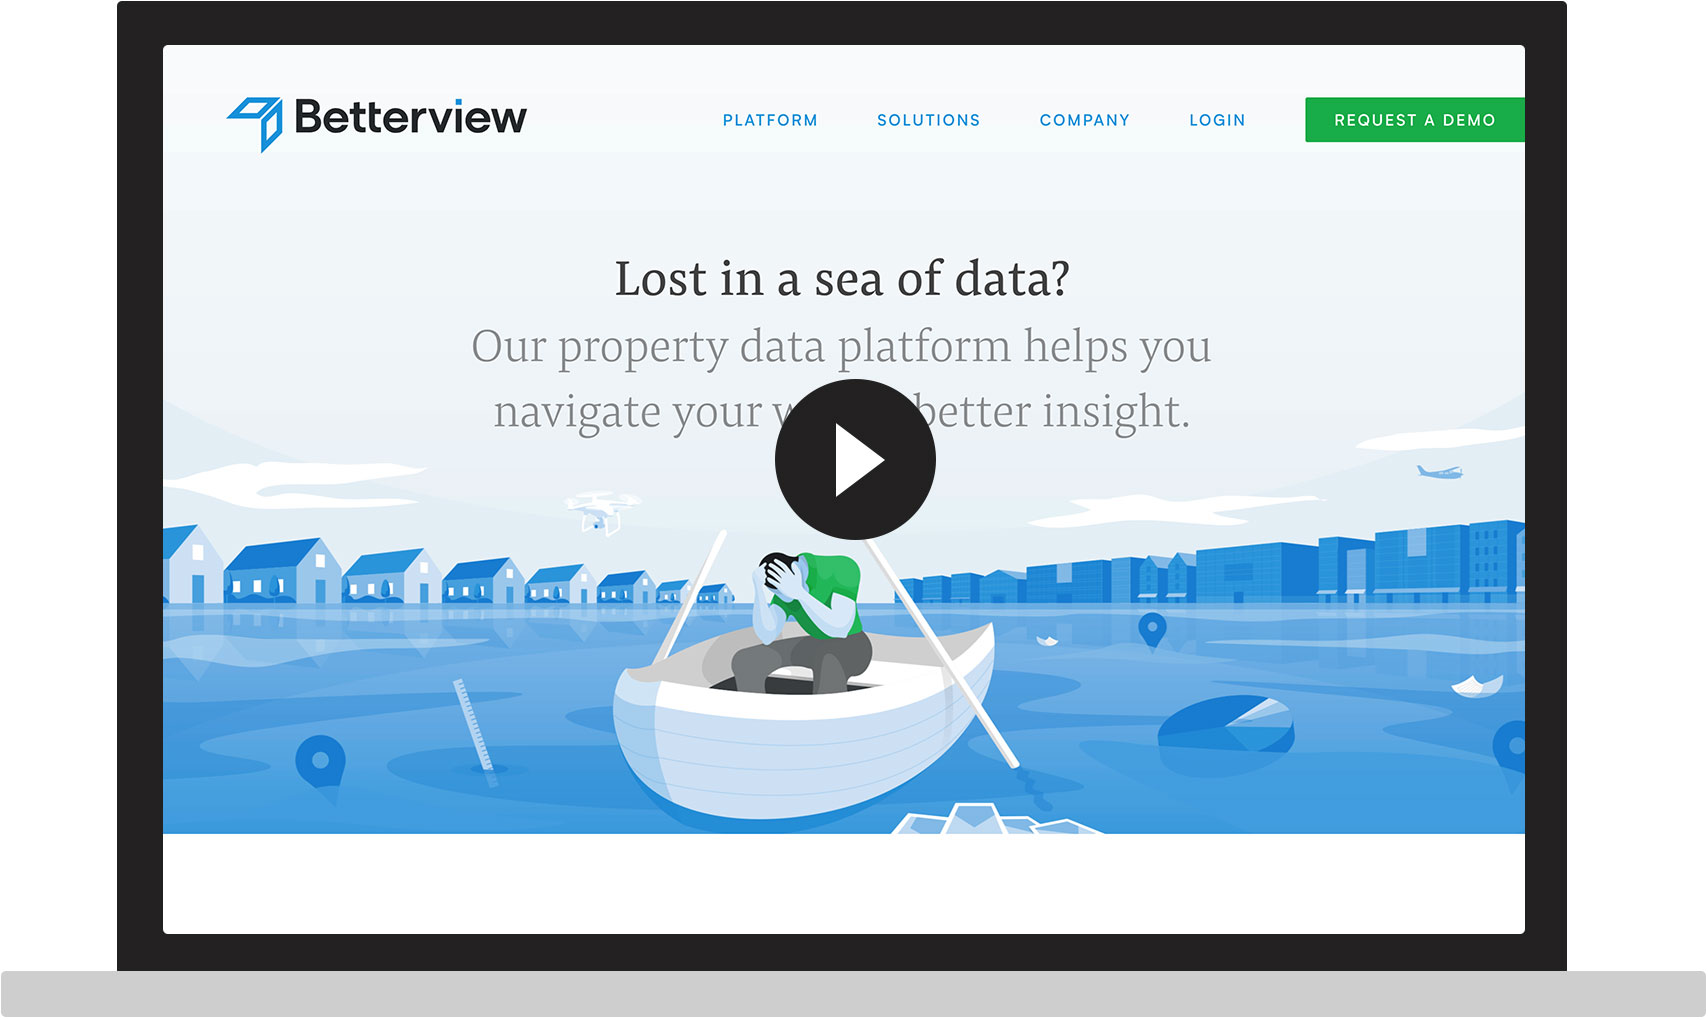 Betterview
PLATFORM
SOLUTIONS
COMPANY
LOGIN
REQUEST A DEMO
Lost in a sea of data?
Our property data platform helps you
navigate your better insight.